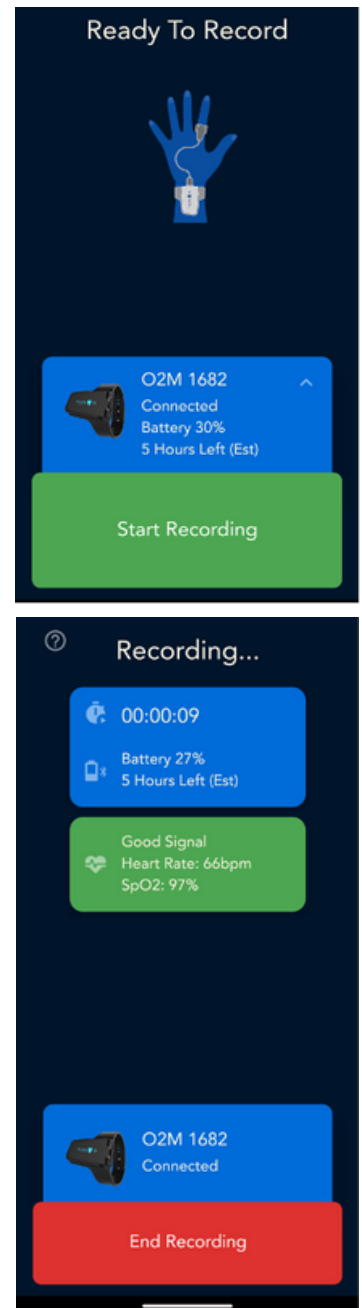 Ready To Record
O2M 1682
Connected
Battery 30%
5 Hours Left (Est)
Start Recording
Recording...
00:00:09
Battery 27%
5 Hours Left (Est)
Good Signal
Heart Rate: 66bpm
SpO2: 97%
O2M 1682
Connected
End Recording